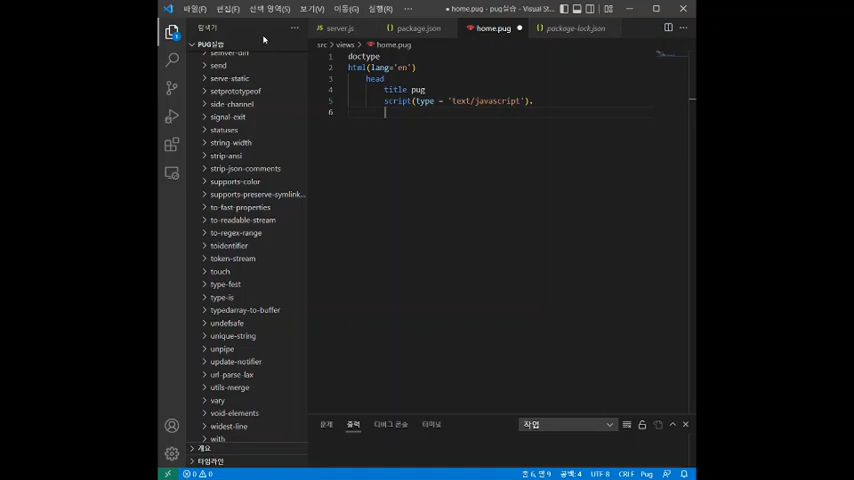 파일(F) 편집(E) 선택 영역(S) 보기(V) 이동(G) 실행(R) ··· ● home.pug - pug실습 - Visual St...
탐색기 ···
server.js package.json home.pug ● package-lock.json ···
PUG실습
src > views > home.pug
semver-diff
send
serve-static
setprototypeof
side-channel
signal-exit
statuses
string-width
strip-ansi
strip-json-comments
supports-color
supports-preserve-symlink...
to-fast-properties
to-readable-stream
to-regex-range
toidentifier
token-stream
touch
type-fest
type-is
typedarray-to-buffer
undefsafe
unique-string
unpipe
update-notifier
url-parse-lax
utils-merge
vary
void-elements
widest-line
with
개요
타임라인
1 doctype
2 html(lang='en')
3 head
4 title pug
5 script(type = 'text/javascript').
6
문제 출력 디버그 콘솔 터미널 작업
0 0 줄 6, 열 9 공백: 4 UTF-8 CRLF Pug